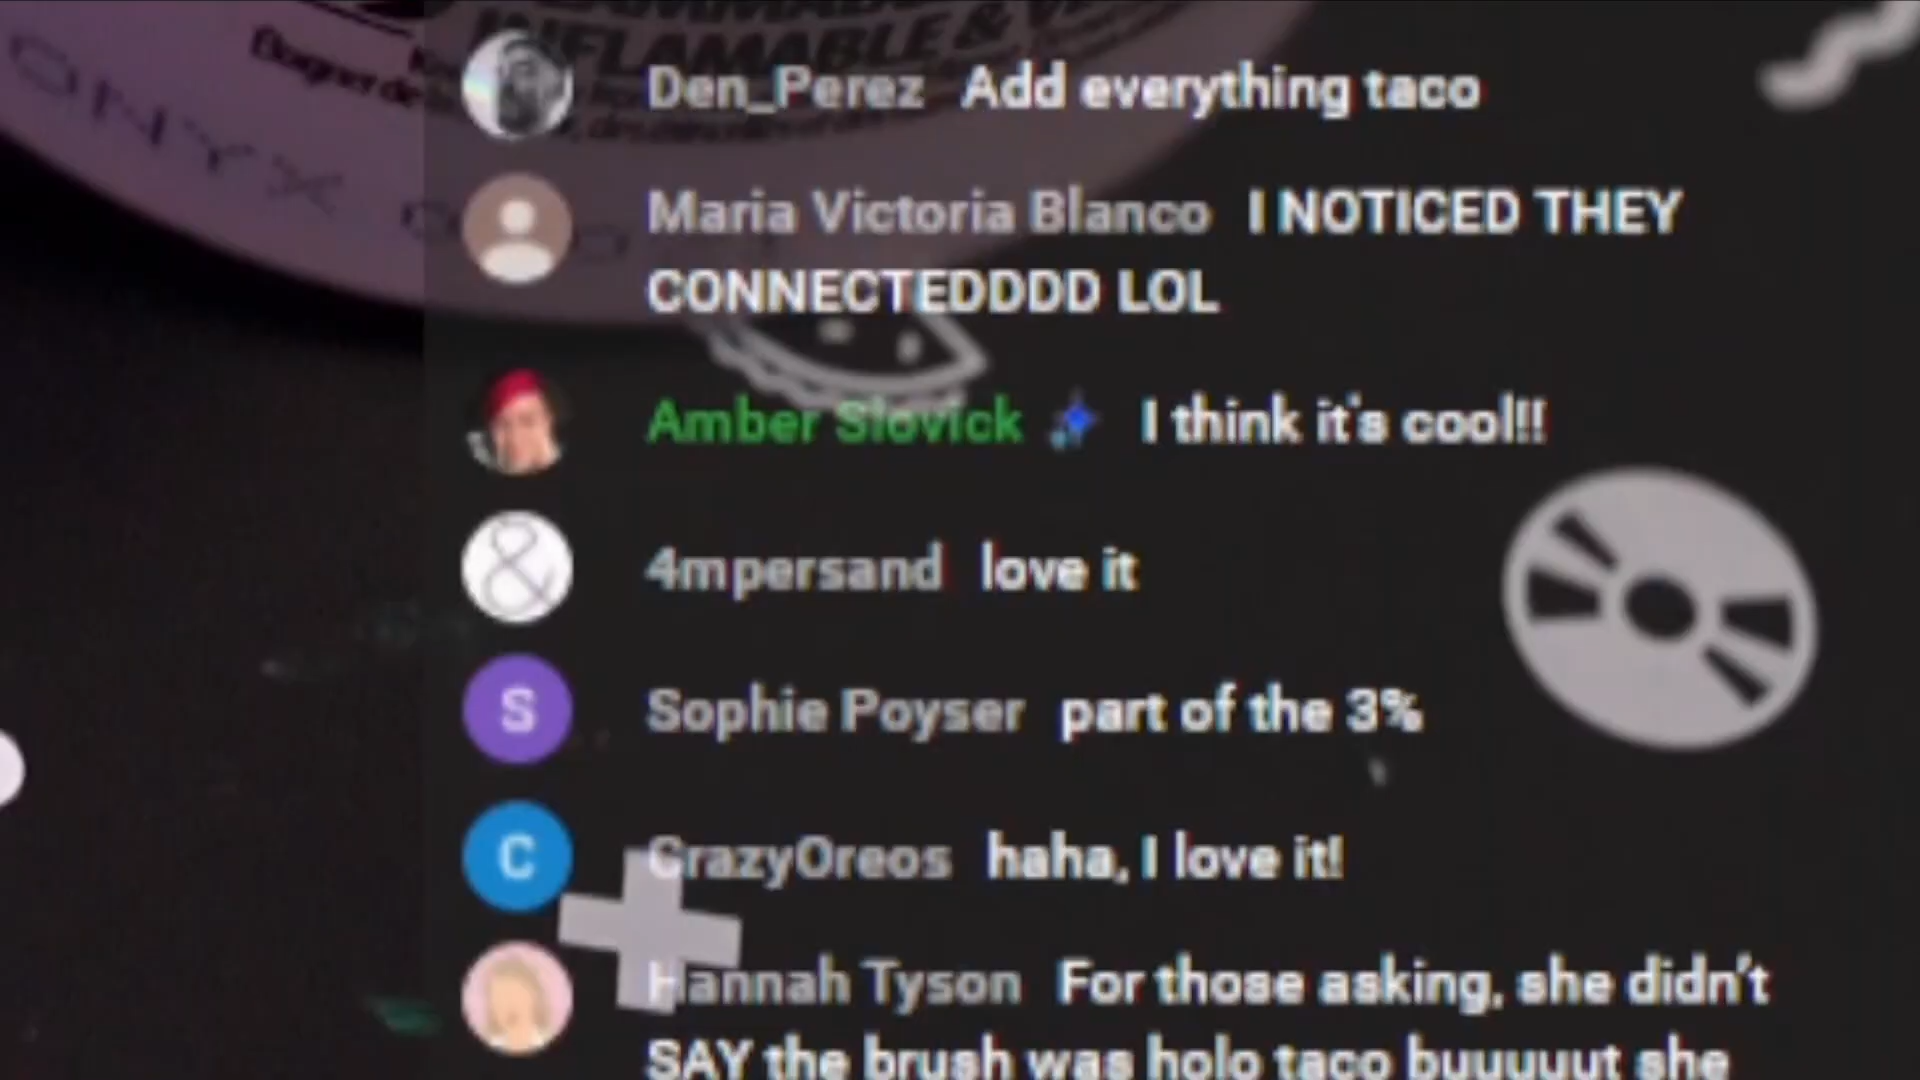 INFLAMABLE &
ONYX
Den_Perez Add everything taco
Maria Victoria Blanco I NOTICED THEY
CONNECTEDDDD LOL
Amber Slovick I think it's cool!!
&
4mpersand love it
S
Sophie Poyser part of the 3%
C
CrazyOreos haha, I love it!
Hannah Tyson For those asking, she didn't
SAY the brush was holo taco buuuuut she